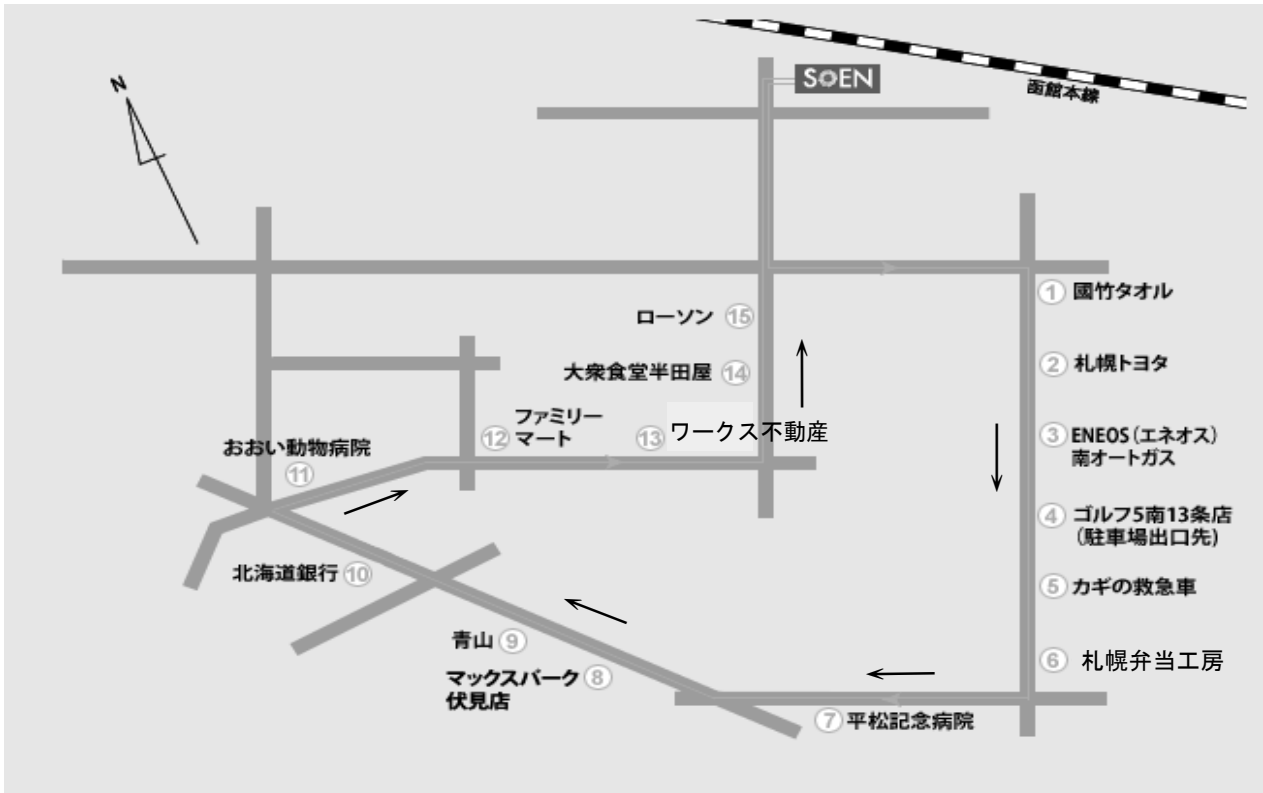 N
SOEN
函館本線
① 國竹タオル
② 札幌トヨタ
③ ENEOS（エネオス）
南オートガス
④ ゴルフ5南13条店
（駐車場出口先）
⑤ カギの救急車
⑥ 札幌弁当工房
⑦ 平松記念病院
マックスバーク ⑧
伏見店
青山 ⑨
北海道銀行 ⑩
おおい動物病院
⑪
⑫ ファミリー
マート
⑬ ワークス不動産
大衆食堂半田屋 ⑭
ローソン ⑮